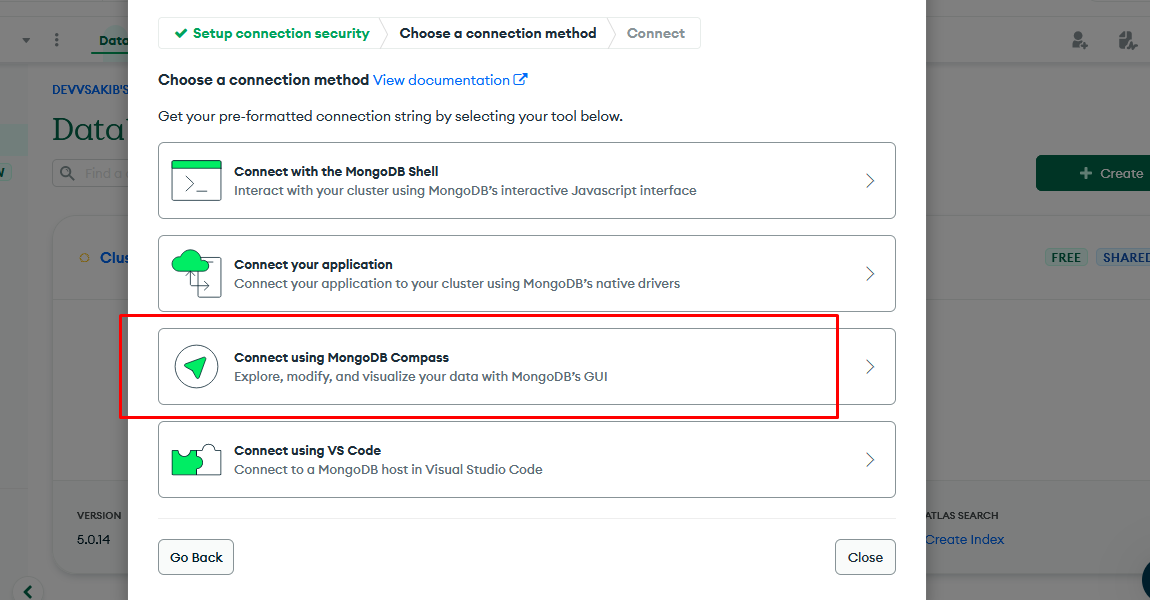 Setup connection security
Choose a connection method
Connect
Data
DEVVSAKIB'S
Choose a connection method View documentation
Get your pre-formatted connection string by selecting your tool below.
Find a
Create
Connect with the MongoDB Shell
Interact with your cluster using MongoDB's interactive Javascript interface
Connect your application
Connect your application to your cluster using MongoDB's native drivers
FREE
SHARED
Connect using MongoDB Compass
Explore, modify, and visualize your data with MongoDB's GUI
Connect using VS Code
Connect to a MongoDB host in Visual Studio Code
VERSION
5.0.14
ATLAS SEARCH
Create Index
Go Back
Close